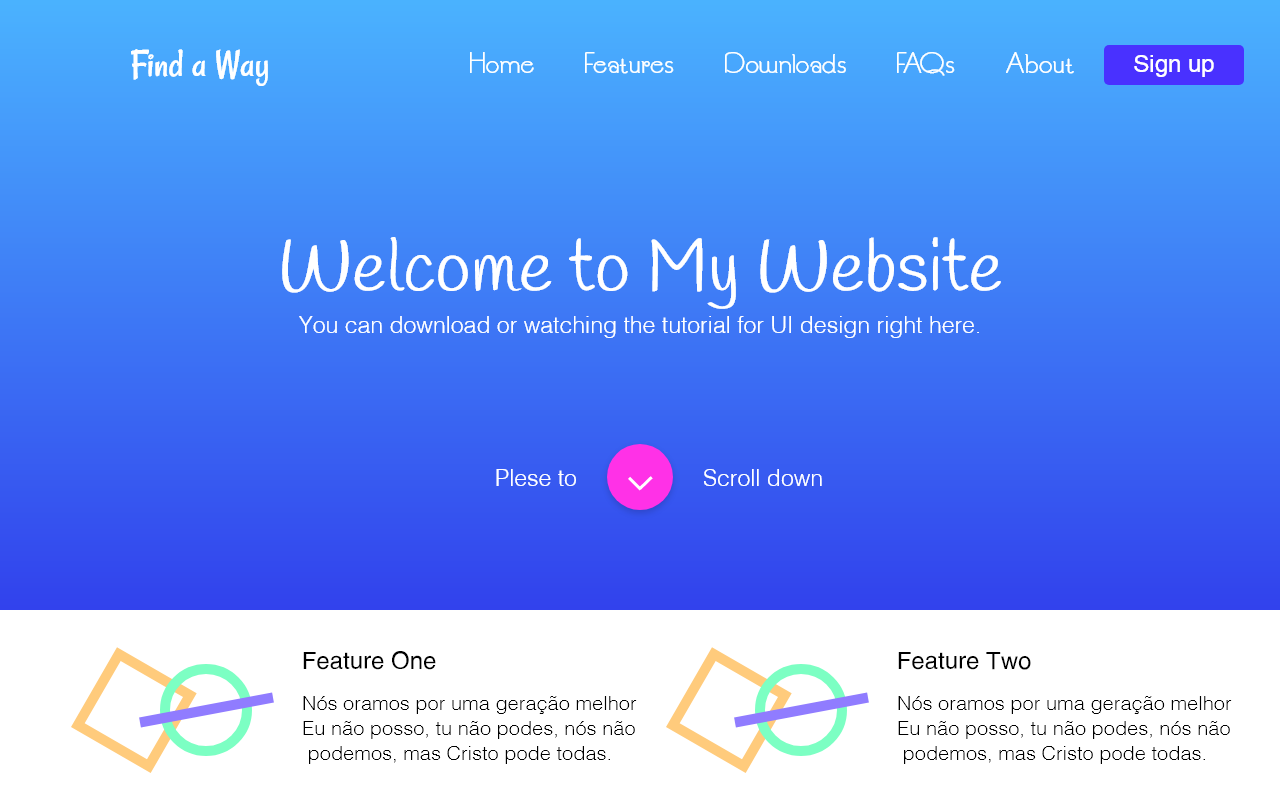 Find a Way
Home Features Downloads FAQs About Sign up
Welcome to My Website
You can download or watching the tutorial for UI design right here.
Plese to Scroll down
Feature One
Nós oramos por uma geração melhor
Eu não posso, tu não podes, nós não
podemos, mas Cristo pode todas.
Feature Two
Nós oramos por uma geração melhor
Eu não posso, tu não podes, nós não
podemos, mas Cristo pode todas.